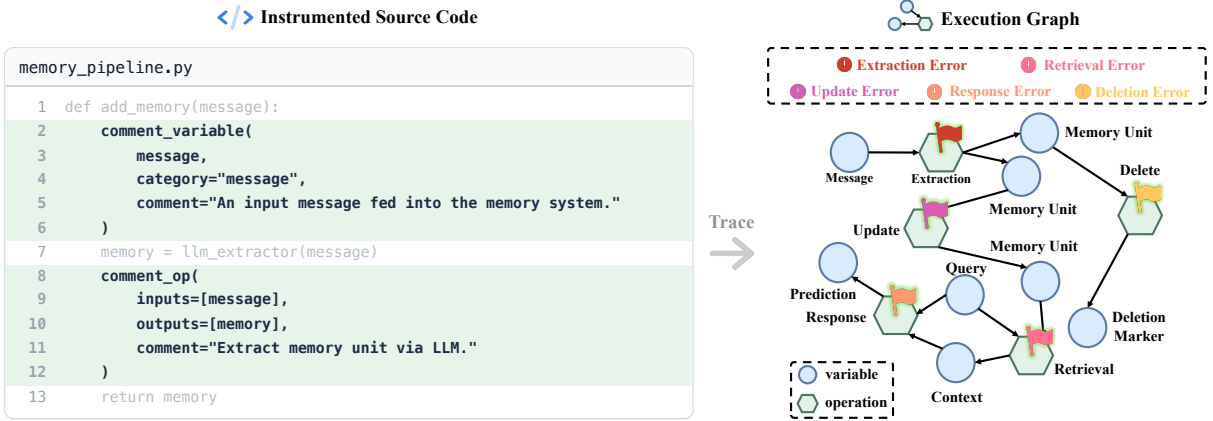 </> Instrumented Source Code
memory_pipeline.py
1 def add_memory(message):
2 comment_variable(
3 message,
4 category="message",
5 comment="An input message fed into the memory system."
6 )
7 memory = llm_extractor(message)
8 comment_op(
9 inputs=[message],
10 outputs=[memory],
11 comment="Extract memory unit via LLM."
12 )
13 return memory
Trace
Execution Graph
Extraction Error
Retrieval Error
Update Error
Response Error
Deletion Error
Message
Extraction
Memory Unit
Memory Unit
Delete
Update
Memory Unit
Query
Prediction
Response
Deletion
Marker
Retrieval
Context
variable
operation